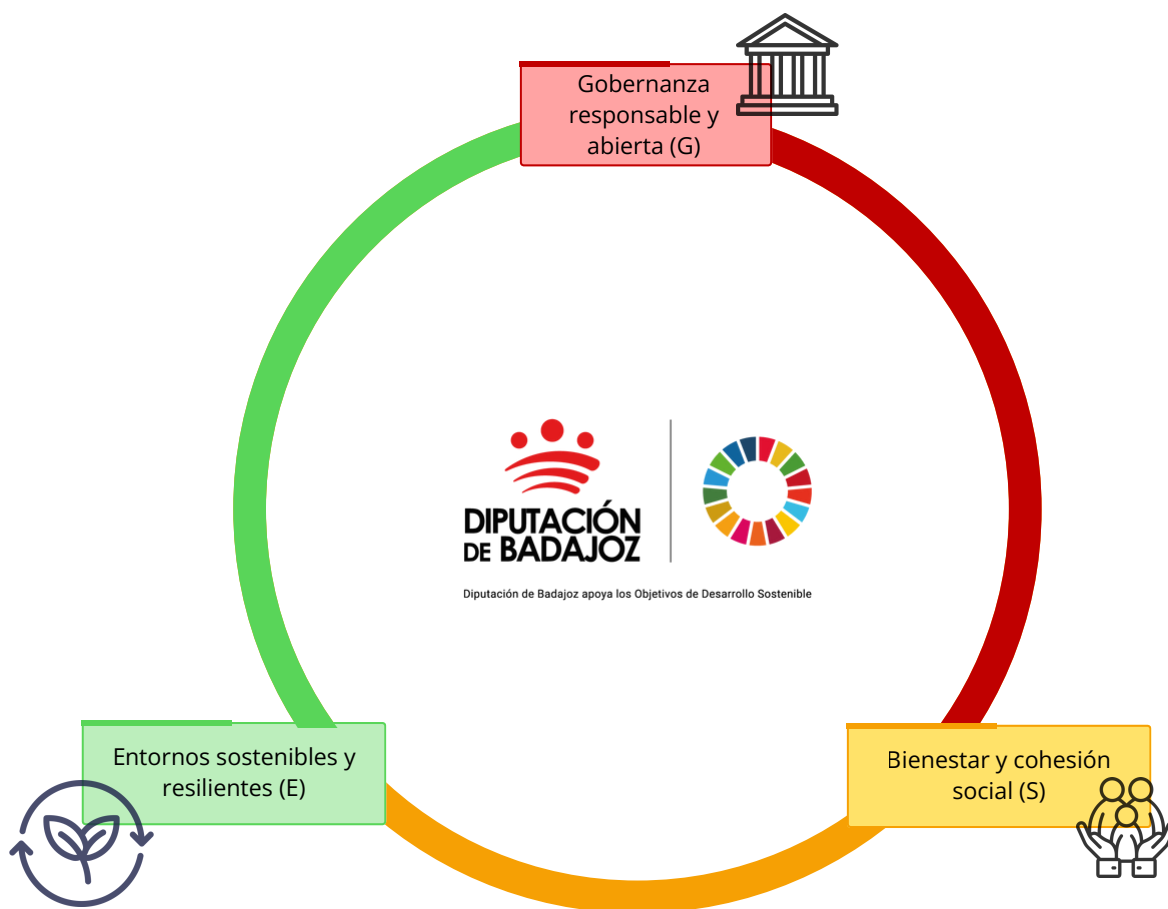 Gobernanza
responsable y
abierta (G)
DIPUTACIÓN
DE BADAJOZ
Diputación de Badajoz apoya los Objetivos de Desarrollo Sostenible
Entornos sostenibles y
resilientes (E)
Bienestar y cohesión
social (S)